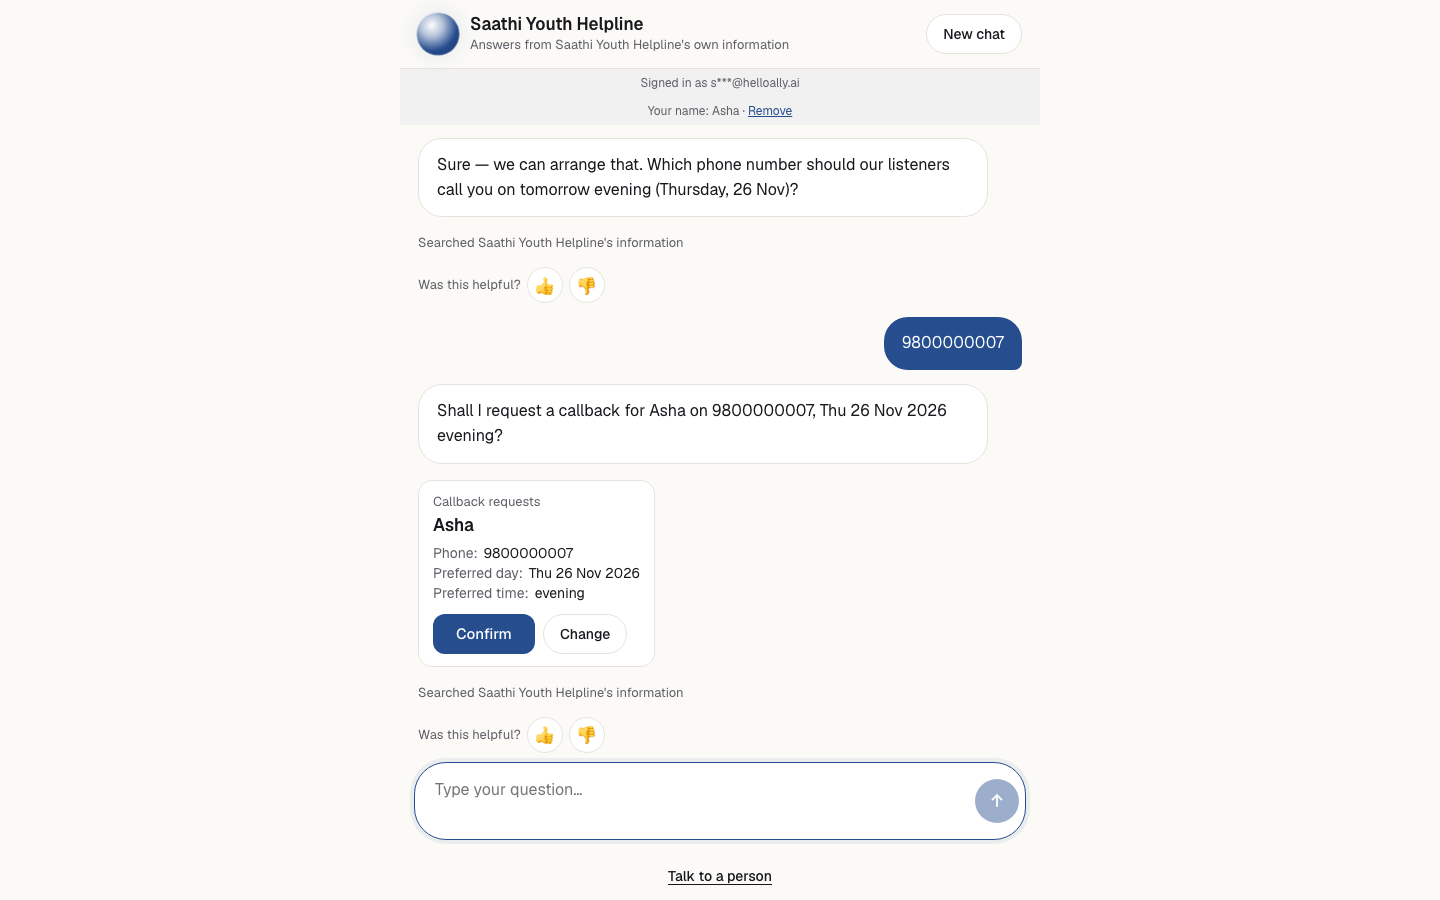 Saathi Youth Helpline
Answers from Saathi Youth Helpline's own information
New chat
Signed in as s***@helloally.ai
Your name: Asha · Remove
Sure — we can arrange that. Which phone number should our listeners
call you on tomorrow evening (Thursday, 26 Nov)?
Searched Saathi Youth Helpline's information
Was this helpful?
9800000007
Shall I request a callback for Asha on 9800000007, Thu 26 Nov 2026
evening?
Callback requests
Asha
Phone: 9800000007
Preferred day: Thu 26 Nov 2026
Preferred time: evening
Confirm
Change
Searched Saathi Youth Helpline's information
Was this helpful?
Type your question...
Talk to a person